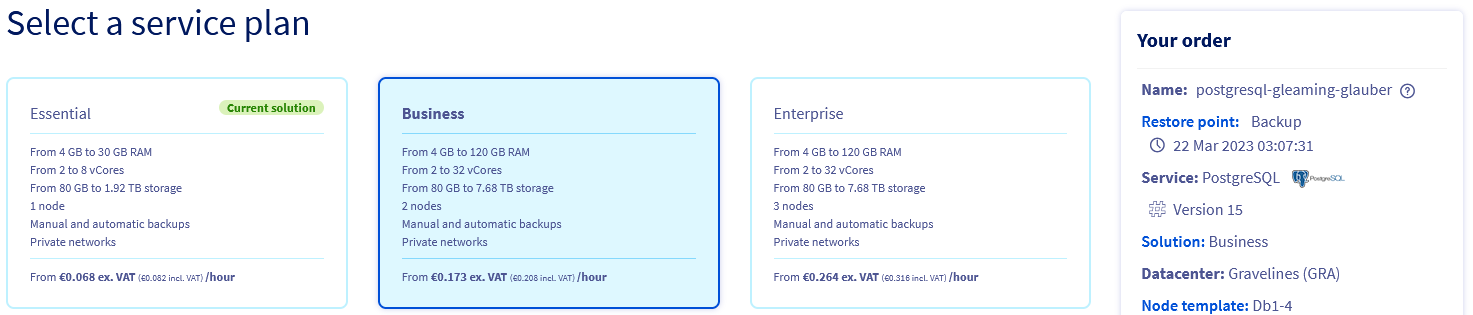 Select a service plan
Essential
Current solution
From 4 GB to 30 GB RAM
From 2 to 8 vCores
From 80 GB to 1.92 TB storage
1 node
Manual and automatic backups
Private networks
From €0.068 ex. VAT (€0.082 incl. VAT) /hour
Business
From 4 GB to 120 GB RAM
From 2 to 32 vCores
From 80 GB to 7.68 TB storage
2 nodes
Manual and automatic backups
Private networks
From €0.173 ex. VAT (€0.208 incl. VAT) /hour
Enterprise
From 4 GB to 120 GB RAM
From 2 to 32 vCores
From 80 GB to 7.68 TB storage
3 nodes
Manual and automatic backups
Private networks
From €0.264 ex. VAT (€0.316 incl. VAT) /hour
Your order
Name: postgresql-gleaming-glauber
Restore point: Backup
22 Mar 2023 03:07:31
Service: PostgreSQL PostgreSQL
Version 15
Solution: Business
Datacenter: Gravelines (GRA)
Node template: Db1-4